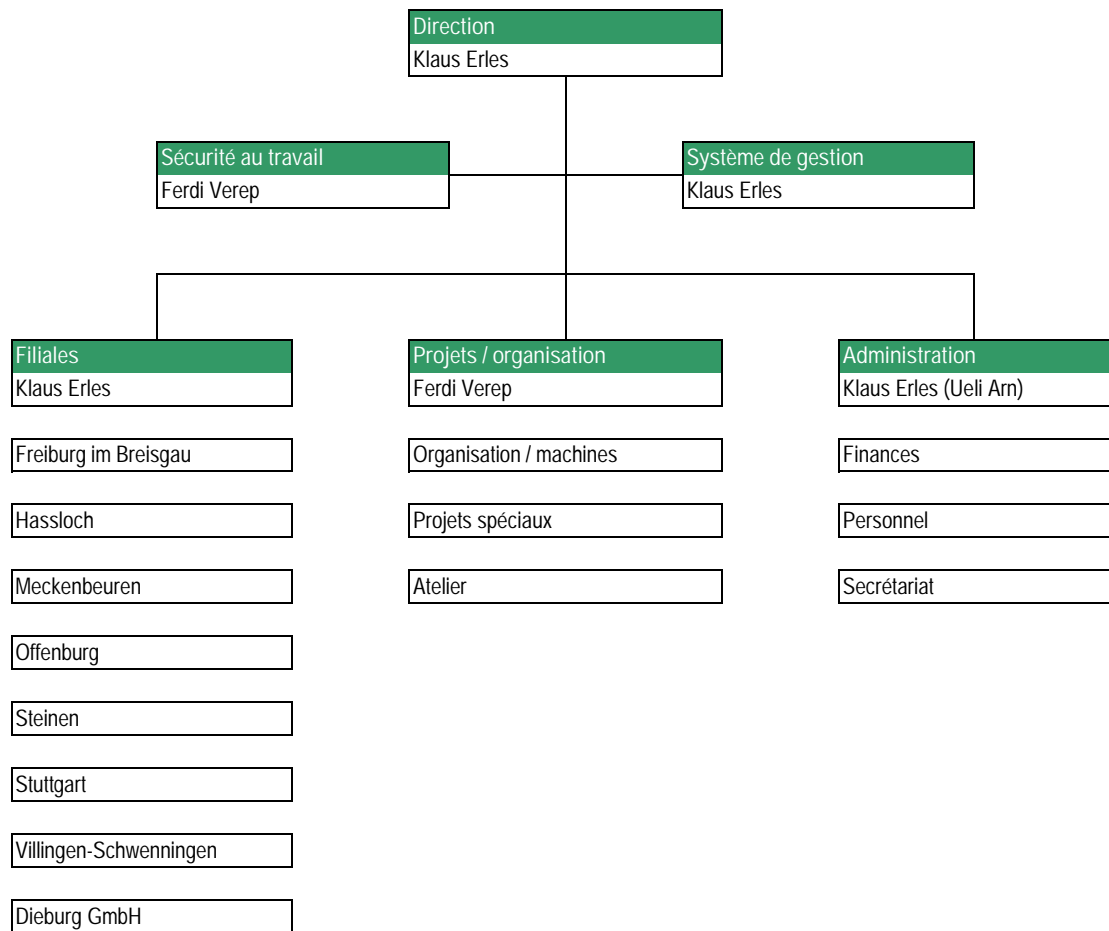 Direction
Klaus Erles
Sécurité au travail
Ferdi Verep
Système de gestion
Klaus Erles
Filiales
Klaus Erles
Freiburg im Breisgau
Hassloch
Meckenbeuren
Offenburg
Steinen
Stuttgart
Villingen-Schwenningen
Dieburg GmbH
Projets / organisation
Ferdi Verep
Organisation / machines
Projets spéciaux
Atelier
Administration
Klaus Erles (Ueli Arn)
Finances
Personnel
Secrétariat